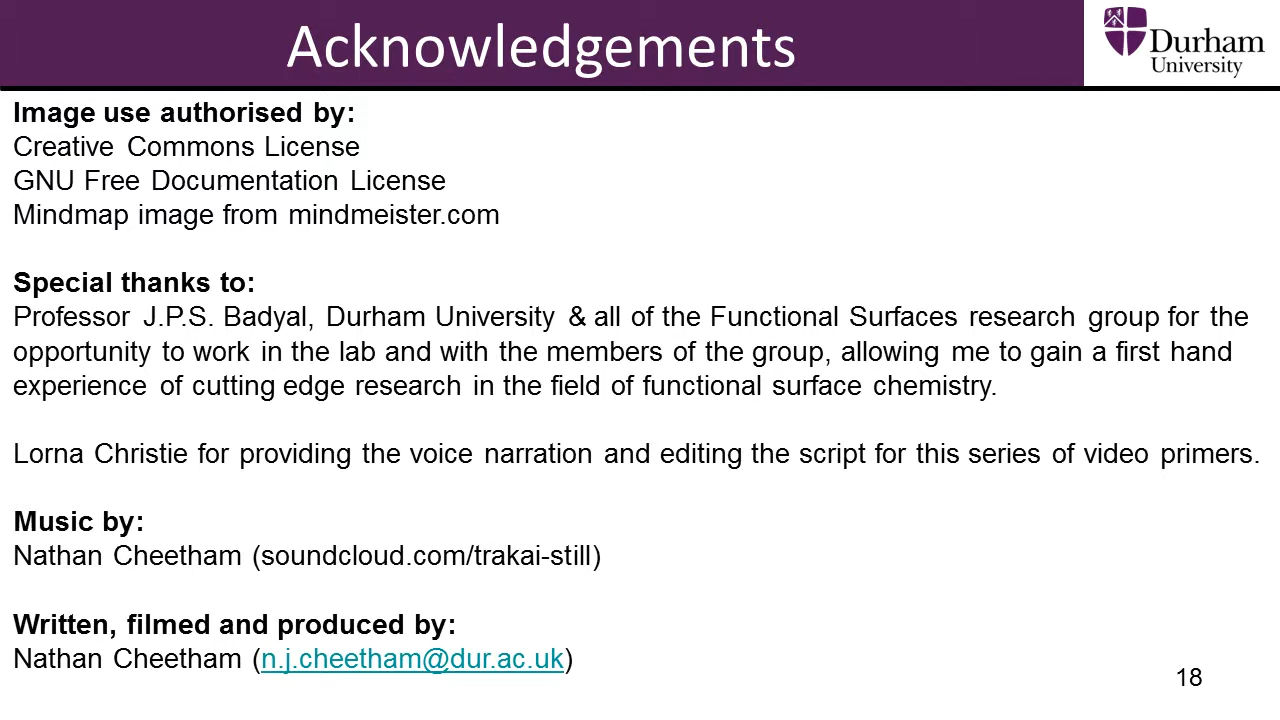 Acknowledgements
Durham
University
Image use authorised by:
Creative Commons License
GNU Free Documentation License
Mindmap image from mindmeister.com
Special thanks to:
Professor J.P.S. Badyal, Durham University & all of the Functional Surfaces research group for the
opportunity to work in the lab and with the members of the group, allowing me to gain a first hand
experience of cutting edge research in the field of functional surface chemistry.
Lorna Christie for providing the voice narration and editing the script for this series of video primers.
Music by:
Nathan Cheetham (soundcloud.com/trakai-still)
Written, filmed and produced by:
Nathan Cheetham (n.j.cheetham@dur.ac.uk)
18